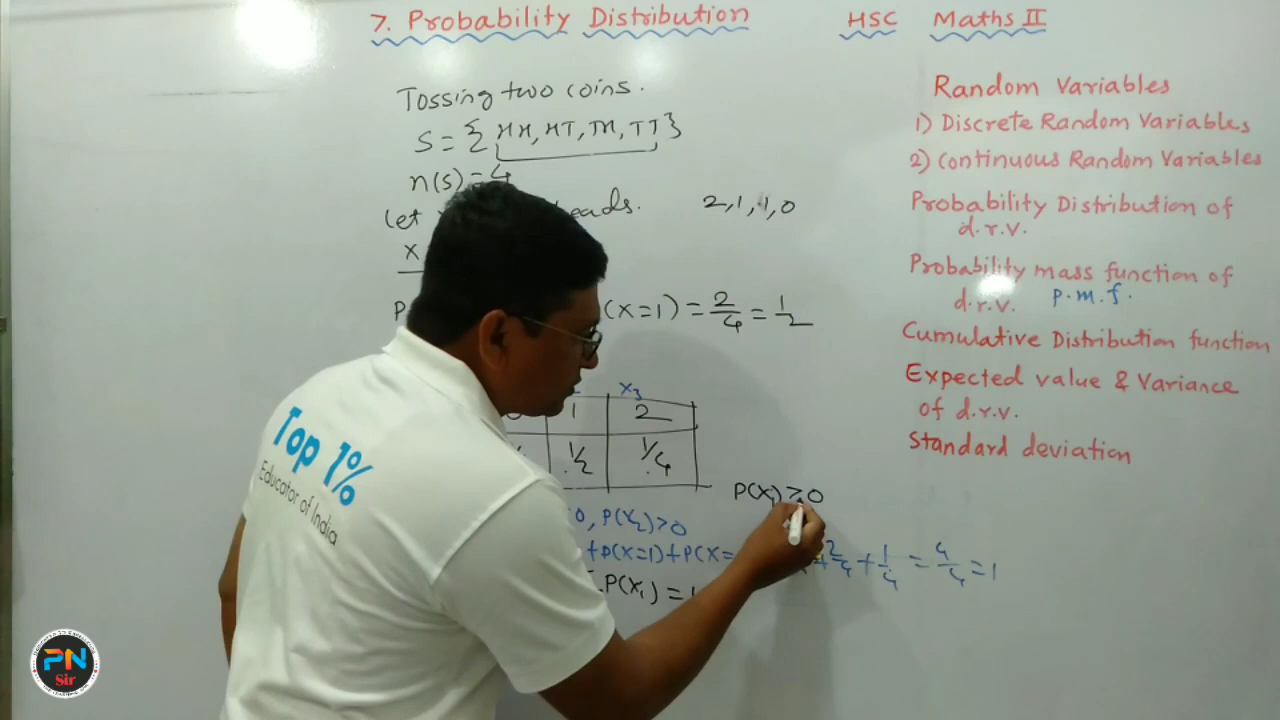 7. Probability Distribution HSC Maths II
Tossing two coins.
S = { HH, HT, TH, TT }
n(s) = 4
Let eads. 2, 1, 1, 0
X
P (X=1) = 2/4 = 1/2
x3
1 2
1/2 1/4
P(x1) ≥ 0
0, P(x2) > 0
+ P(X=1) + P(X= + 2/4 + 1/4 = 4/4 = 1
P(x1) = 1
Random Variables
1) Discrete Random Variables
2) Continuous Random Variables
Probability Distribution of
d.r.v.
Probability mass function of
d.r.v. p.m.f.
Cumulative Distribution function
Expected value & Variance
of d.r.v.
Standard deviation
Top 1%
Educator of India
PN
Sir